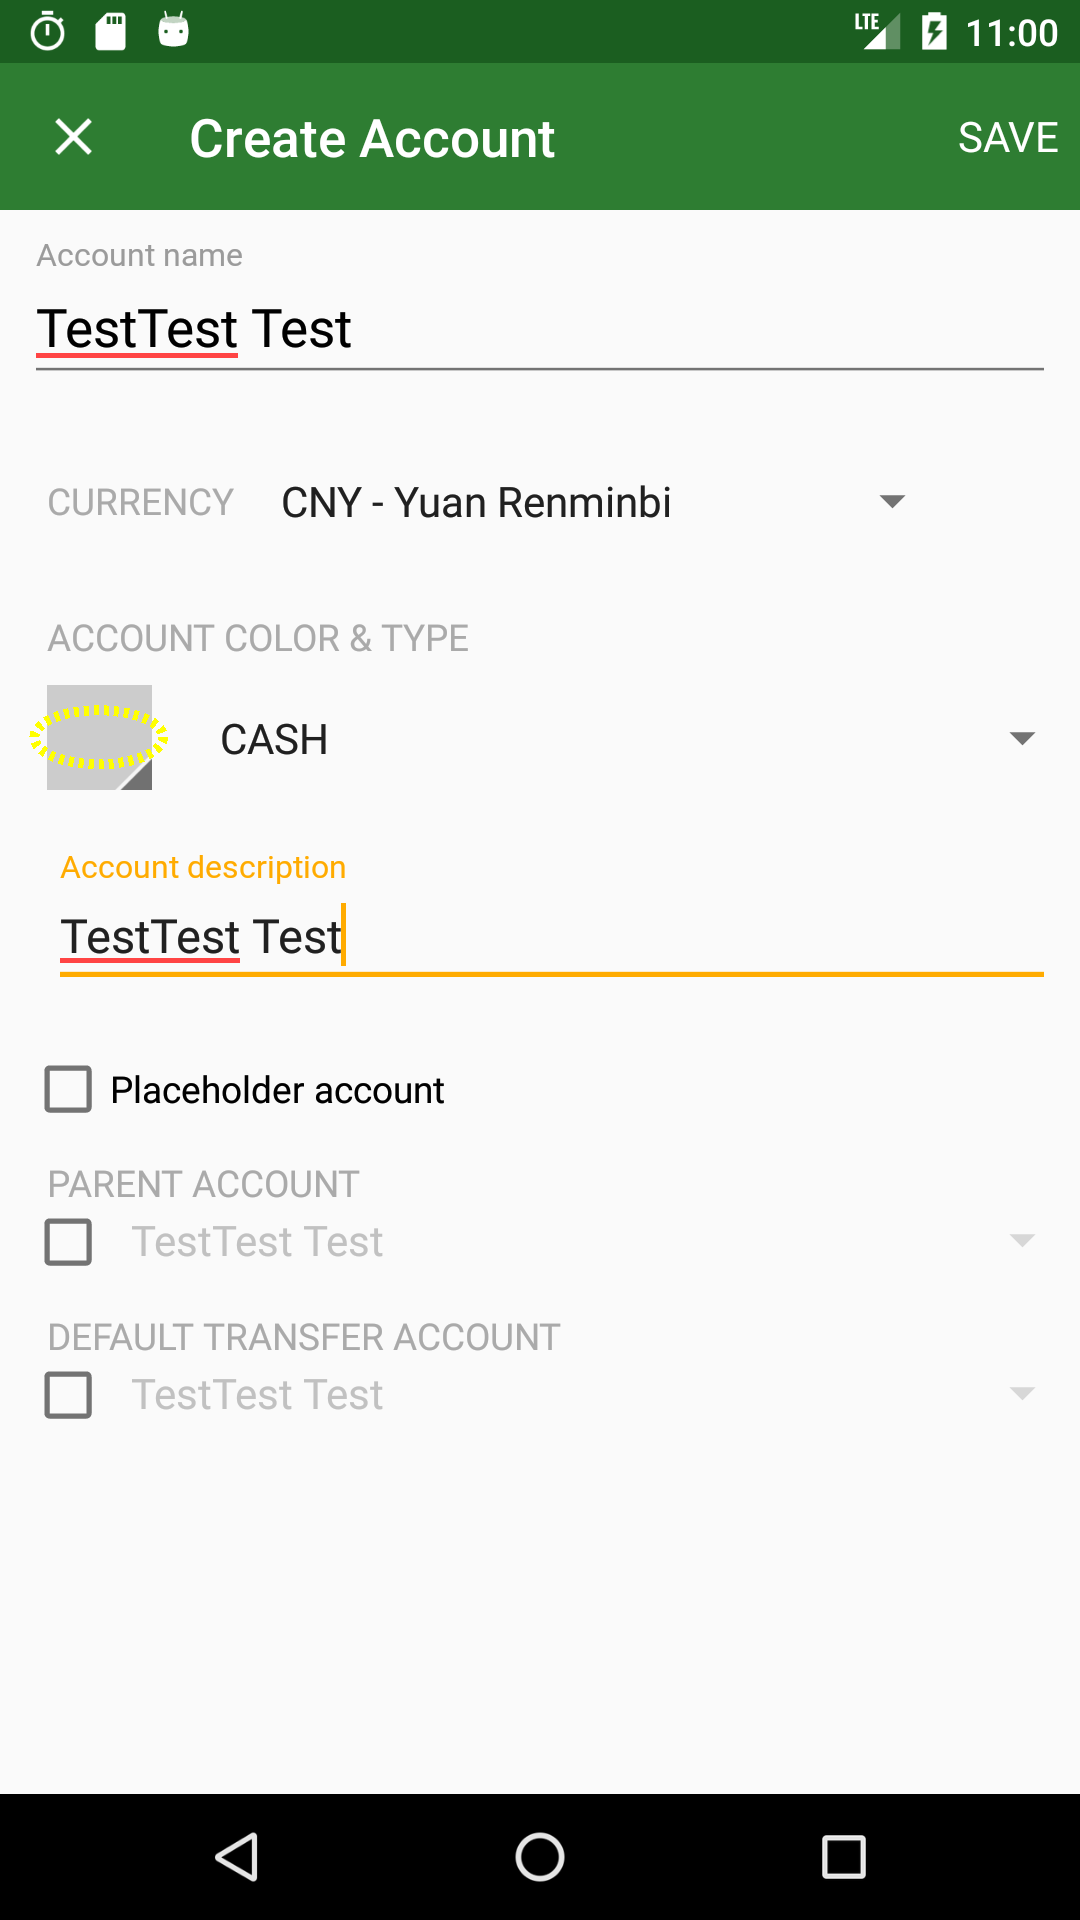 LTE 11:00
Create Account SAVE
Account name
TestTest Test
CURRENCY CNY - Yuan Renminbi
ACCOUNT COLOR & TYPE
CASH
Account description
TestTest Test
Placeholder account
PARENT ACCOUNT
TestTest Test
DEFAULT TRANSFER ACCOUNT
TestTest Test